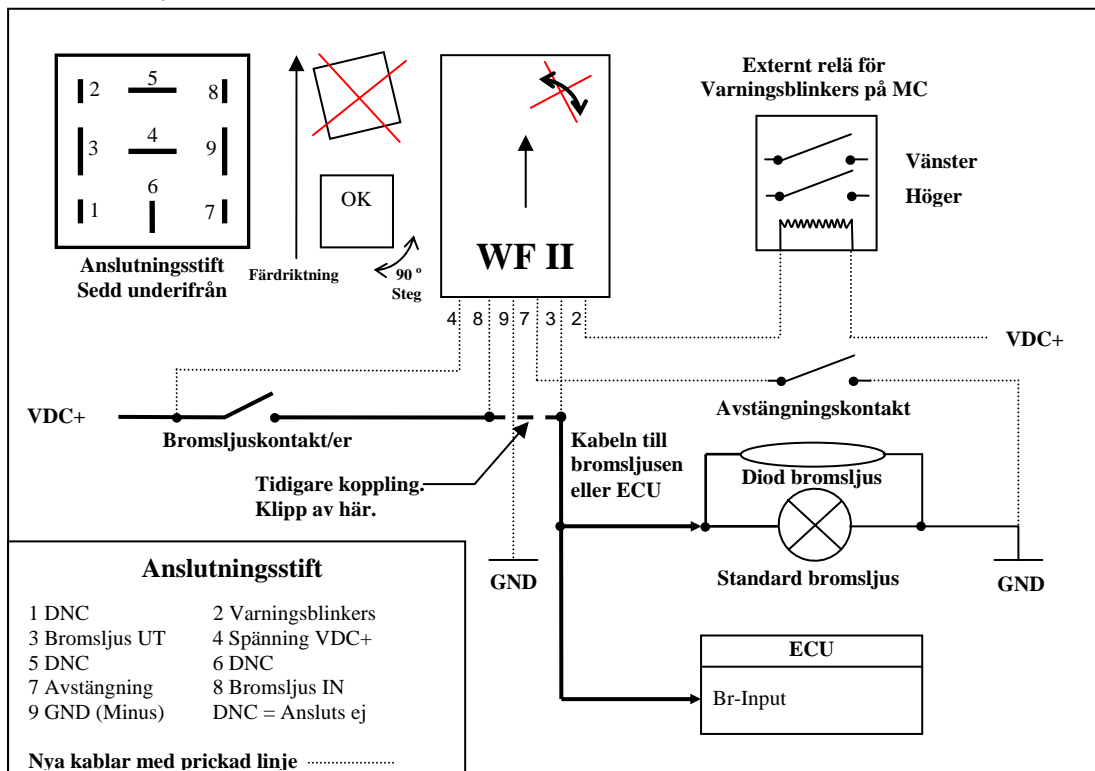 2
5
8
3
4
9
6
1
7
Anslutningsstift
Sedd underifrån
OK
Färdriktning
90 º
Steg
WF II
4 8 9 7 3 2
Externt relä för
Varningsblinkers på MC
Vänster
Höger
VDC+
Avstängningskontakt
VDC+
Bromsljuskontakt/er
Tidigare koppling.
Klipp av här.
Kabeln till
bromsljusen
eller ECU
Diod bromsljus
Standard bromsljus
GND
GND
ECU
Br-Input
Anslutningsstift
1 DNC 2 Varningsblinkers
3 Bromsljus UT 4 Spänning VDC+
5 DNC 6 DNC
7 Avstängning 8 Bromsljus IN
9 GND (Minus) DNC = Ansluts ej
Nya kablar med prickad linje